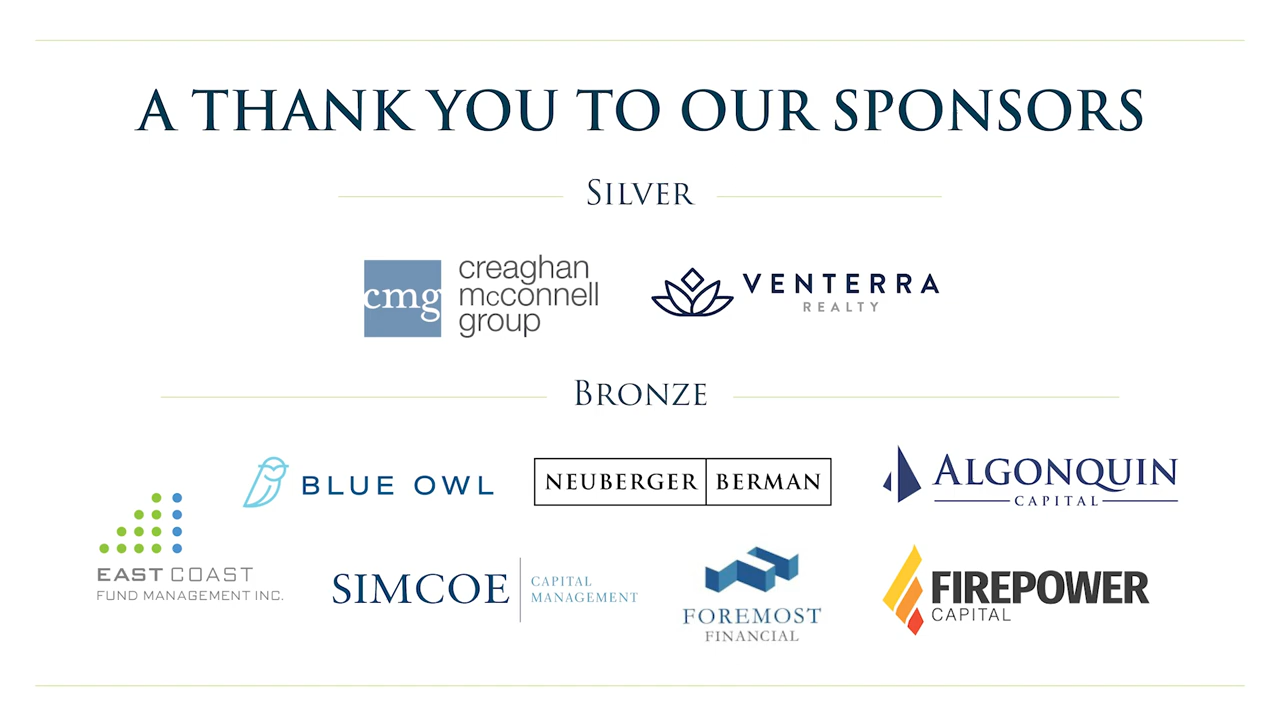 A THANK YOU TO OUR SPONSORS
SILVER
cmg
creaghan
mcconnell
group
VENTERRA
REALTY
BRONZE
BLUE OWL
NEUBERGER BERMAN
ALGONQUIN
CAPITAL
EAST COAST
FUND MANAGEMENT INC.
SIMCOE
CAPITAL
MANAGEMENT
FOREMOST
FINANCIAL
FIREPOWER
CAPITAL